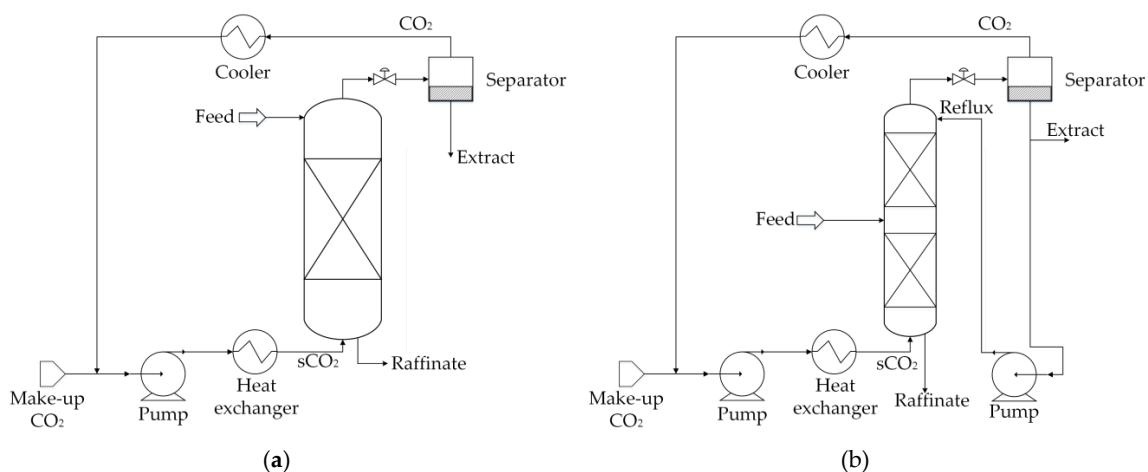 CO₂
Cooler
Separator
Feed
Extract
sCO₂
Raffinate
Heat
exchanger
Make-up
CO₂
Pump
(a)
CO₂
Cooler
Separator
Reflux
Extract
Feed
sCO₂
Raffinate
Heat
exchanger
Make-up
CO₂
Pump
Pump
(b)